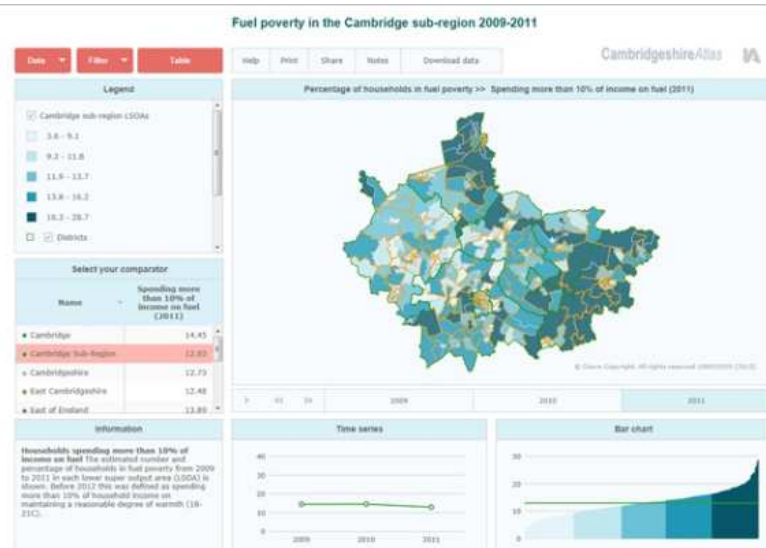 Fuel poverty in the Cambridge sub-region 2009-2011
Data Filter Table
Help Print Share Notes Download data
CambridgeshireAtlas
Legend
Cambridge sub-region LSOAs
3.6 - 9.1
9.2 - 11.8
11.9 - 13.7
13.8 - 16.2
16.3 - 28.7
Districts
Percentage of households in fuel poverty >> Spending more than 10% of income on fuel (2011)
© Crown Copyright. All rights reserved
Select your comparator
Name
Spending more
than 10% of
income on fuel
(2011)
Cambridge 14.45
Cambridge Sub-Region
Cambridgeshire 12.73
East Cambridgeshire 12.48
East of England 13.80
2009 2010 2011
Information
Households spending more than 10% of
income on fuel The estimated number and
percentage of households in fuel poverty from 2009
to 2011 in each lower super output area (LSOA) is
shown. Before 2012 this was defined as spending
more than 10% of household income on
maintaining a reasonable degree of warmth (18-
21C).
Time series
40
30
20
10
0
2009 2010 2011
Bar chart
30
20
10
0